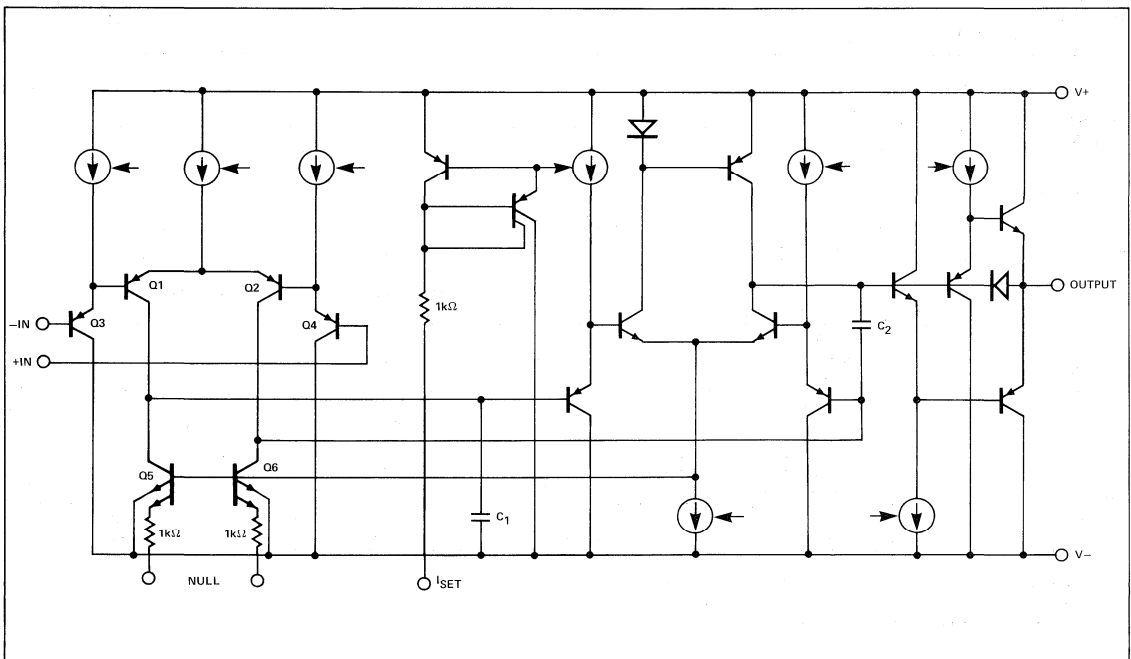 V+
Q1
Q2
−IN
Q3
Q4
1kΩ
OUTPUT
+IN
C2
Q5
Q6
C1
1kΩ
1kΩ
NULL
ISET
V−